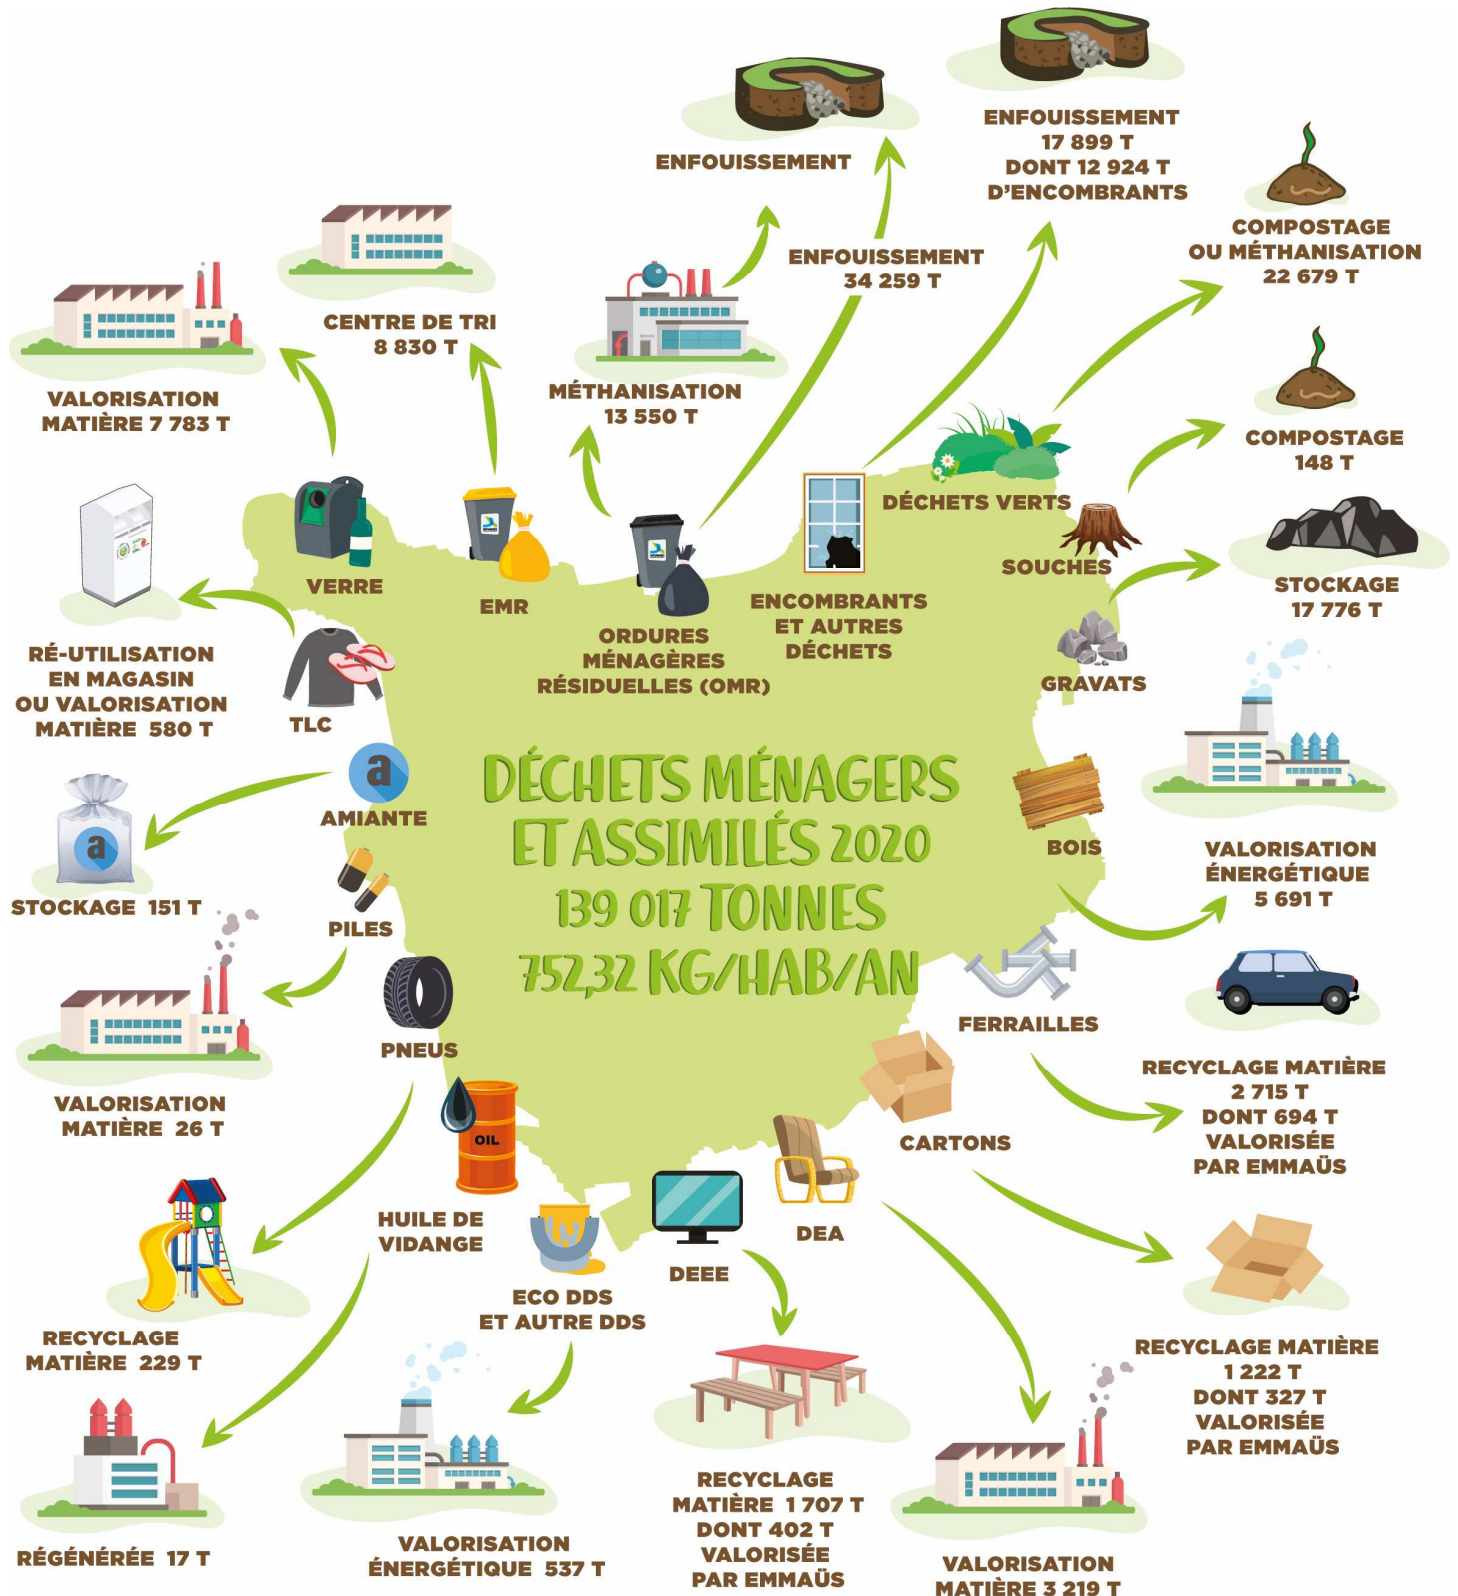 ENFOUISSEMENT
17 899 T
DONT 12 924 T
D'ENCOMBRANTS
ENFOUISSEMENT
COMPOSTAGE
OU MÉTHANISATION
22 679 T
ENFOUISSEMENT
34 259 T
CENTRE DE TRI
8 830 T
MÉTHANISATION
13 550 T
VALORISATION
MATIÈRE 7 783 T
COMPOSTAGE
148 T
DÉCHETS VERTS
SOUCHES
STOCKAGE
17 776 T
VERRE
EMR
ORDURES
MÉNAGÈRES
RÉSIDUELLES (OMR)
ENCOMBRANTS
ET AUTRES
DÉCHETS
GRAVATS
RÉ-UTILISATION
EN MAGASIN
OU VALORISATION
MATIÈRE 580 T
TLC
a
AMIANTE
DÉCHETS MÉNAGERS
ET ASSIMILÉS 2020
139 017 TONNES
752,32 KG/HAB/AN
BOIS
VALORISATION
ÉNERGÉTIQUE
5 691 T
a
STOCKAGE 151 T
PILES
FERRAILLES
PNEUS
RECYCLAGE MATIÈRE
2 715 T
DONT 694 T
VALORISÉE
PAR EMMAÜS
VALORISATION
MATIÈRE 26 T
OIL
CARTONS
HUILE DE
VIDANGE
DEA
DEEE
ECO DDS
ET AUTRE DDS
RECYCLAGE
MATIÈRE 229 T
RECYCLAGE MATIÈRE
1 222 T
DONT 327 T
VALORISÉE
PAR EMMAÜS
RÉGÉNÉRÉE 17 T
VALORISATION
ÉNERGÉTIQUE 537 T
RECYCLAGE
MATIÈRE 1 707 T
DONT 402 T
VALORISÉE
PAR EMMAÜS
VALORISATION
MATIÈRE 3 219 T